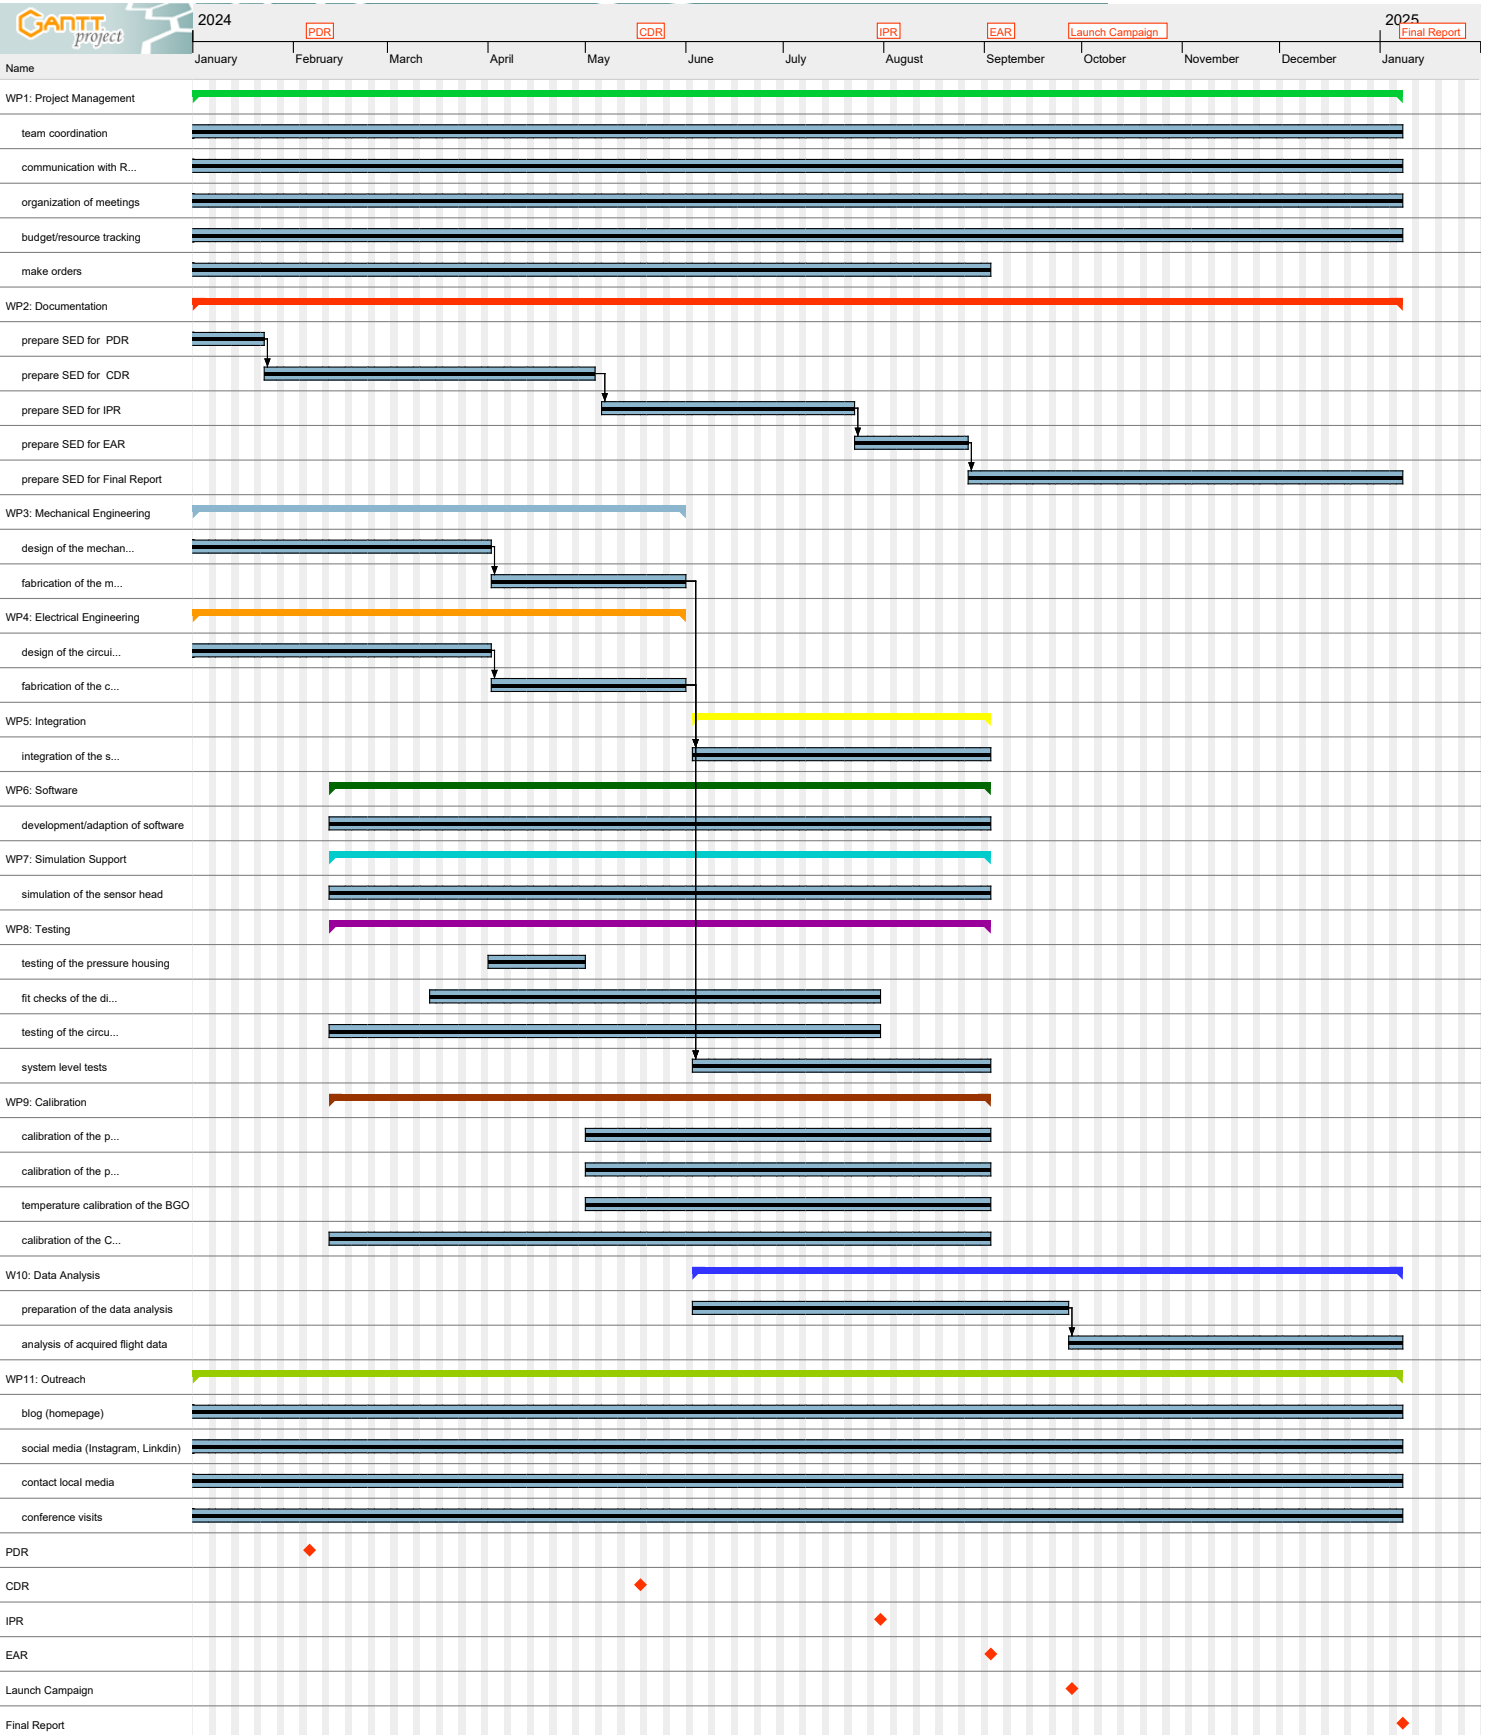 GANTT
project
2024
2025
PDR
CDR
IPR
EAR
Launch Campaign
Final Report
Name
January
February
March
April
May
June
July
August
September
October
November
December
January
WP1: Project Management
team coordination
communication with R...
organization of meetings
budget/resource tracking
make orders
WP2: Documentation
prepare SED for PDR
prepare SED for CDR
prepare SED for IPR
prepare SED for EAR
prepare SED for Final Report
WP3: Mechanical Engineering
design of the mechan...
fabrication of the m...
WP4: Electrical Engineering
design of the circui...
fabrication of the c...
WP5: Integration
integration of the s...
WP6: Software
development/adaption of software
WP7: Simulation Support
simulation of the sensor head
WP8: Testing
testing of the pressure housing
fit checks of the di...
testing of the circu...
system level tests
WP9: Calibration
calibration of the p...
calibration of the p...
temperature calibration of the BGO
calibration of the C...
W10: Data Analysis
preparation of the data analysis
analysis of acquired flight data
WP11: Outreach
blog (homepage)
social media (Instagram, Linkdin)
contact local media
conference visits
PDR
CDR
IPR
EAR
Launch Campaign
Final Report